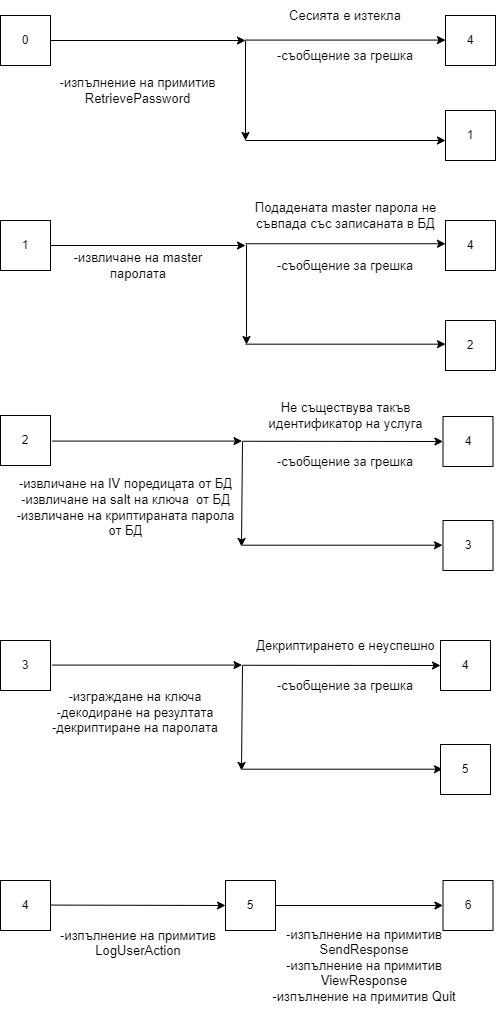 Сесията е изтекла
0
4
-съобщение за грешка
-изпълнение на примитив
RetrievePassword
1
Подадената master парола не
съвпада със записаната в БД
1
4
-извличане на master
паролата
-съобщение за грешка
2
Не съществува такъв
идентификатор на услуга
2
4
-съобщение за грешка
-извличане на IV поредицата от БД
-извличане на salt на ключа от БД
-извличане на криптираната парола
от БД
3
Декриптирането е неуспешно
3
4
-съобщение за грешка
-изграждане на ключа
-декодиране на резултата
-декриптиране на паролата
5
4
5
6
-изпълнение на примитив
LogUserAction
-изпълнение на примитив
SendResponse
-изпълнение на примитив
ViewResponse
-изпълнение на примитив Quit